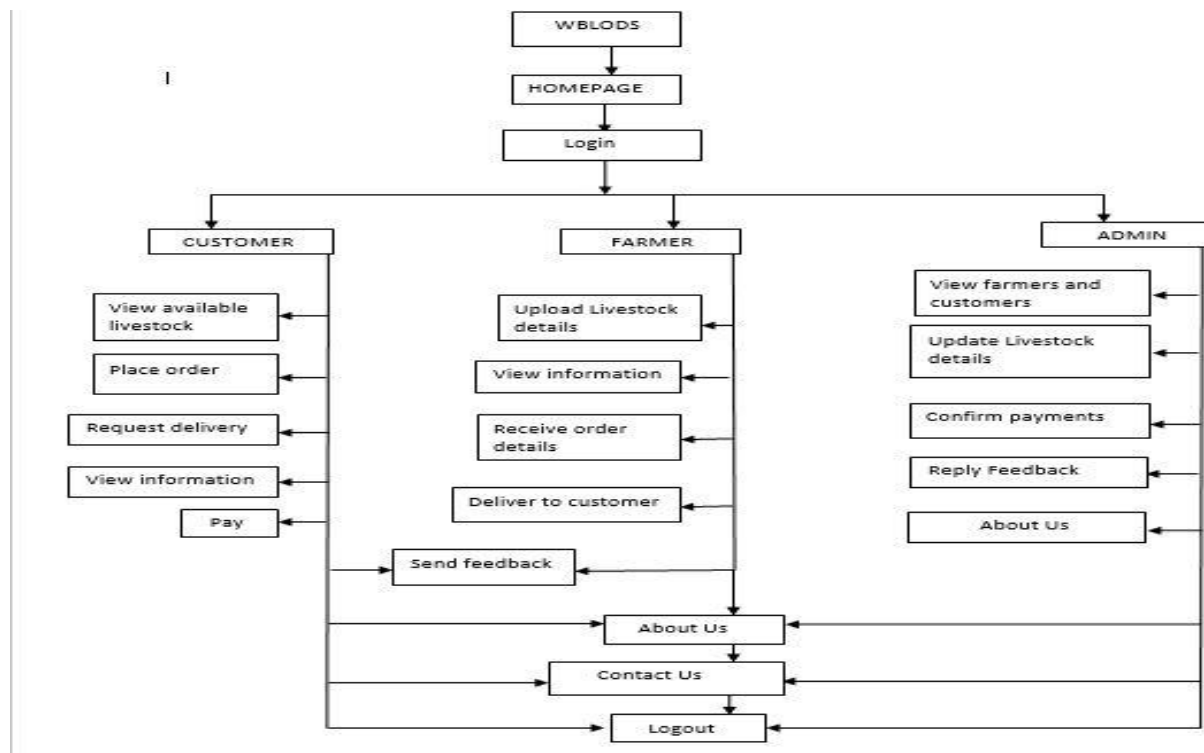 WBLODS
HOMEPAGE
Login
CUSTOMER
FARMER
ADMIN
View available
livestock
Place order
Request delivery
View information
Pay
Upload Livestock
details
View information
Receive order
details
Deliver to customer
Send feedback
View farmers and
customers
Update Livestock
details
Confirm payments
Reply Feedback
About Us
About Us
Contact Us
Logout